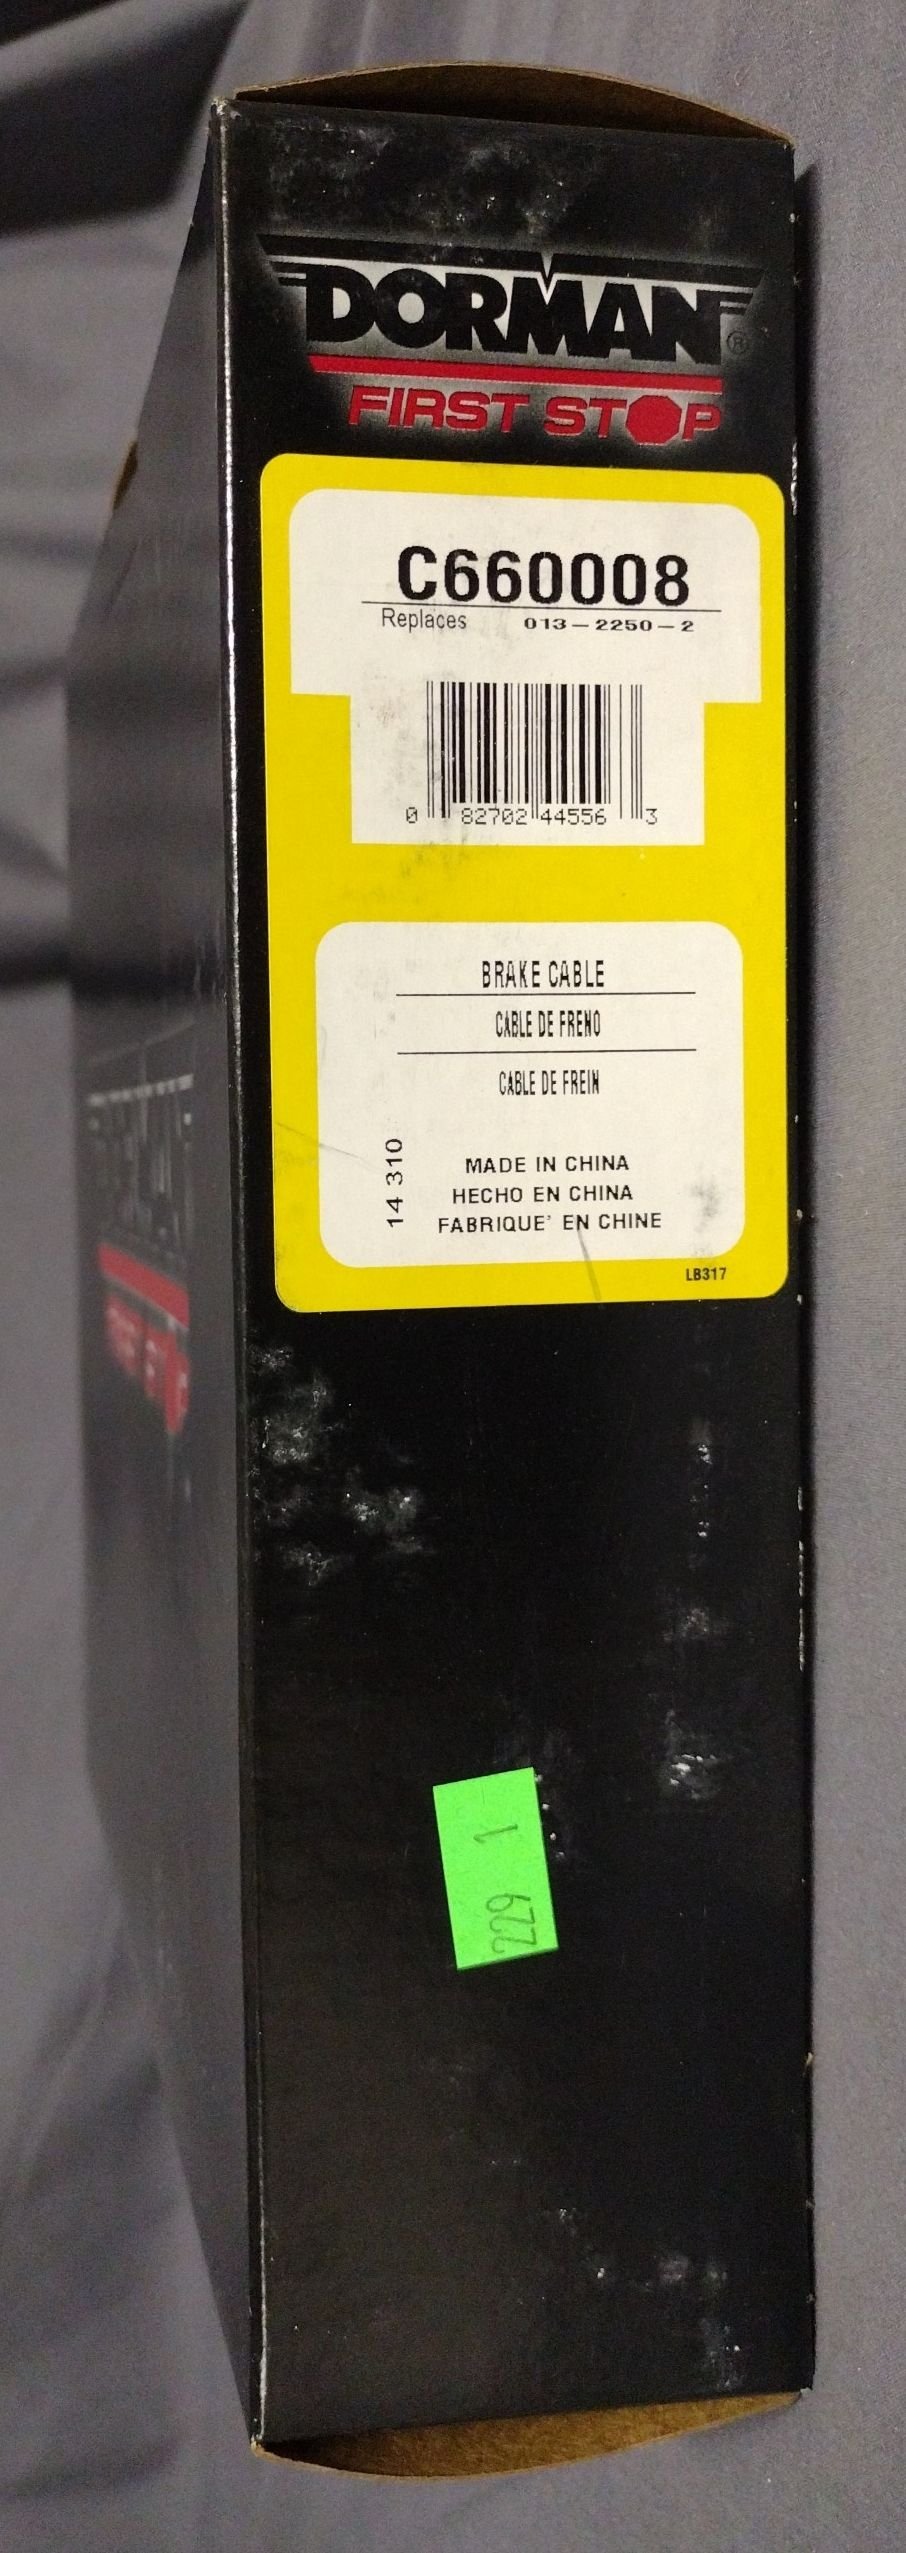 DORMAN®
FIRST STOP
C660008
Replaces 013-2250-2
0 82702 44556 3
BRAKE CABLE
CABLE DE FRENO
CABLE DE FREIN
14 310
MADE IN CHINA
HECHO EN CHINA
FABRIQUE' EN CHINE
LB317
229 1